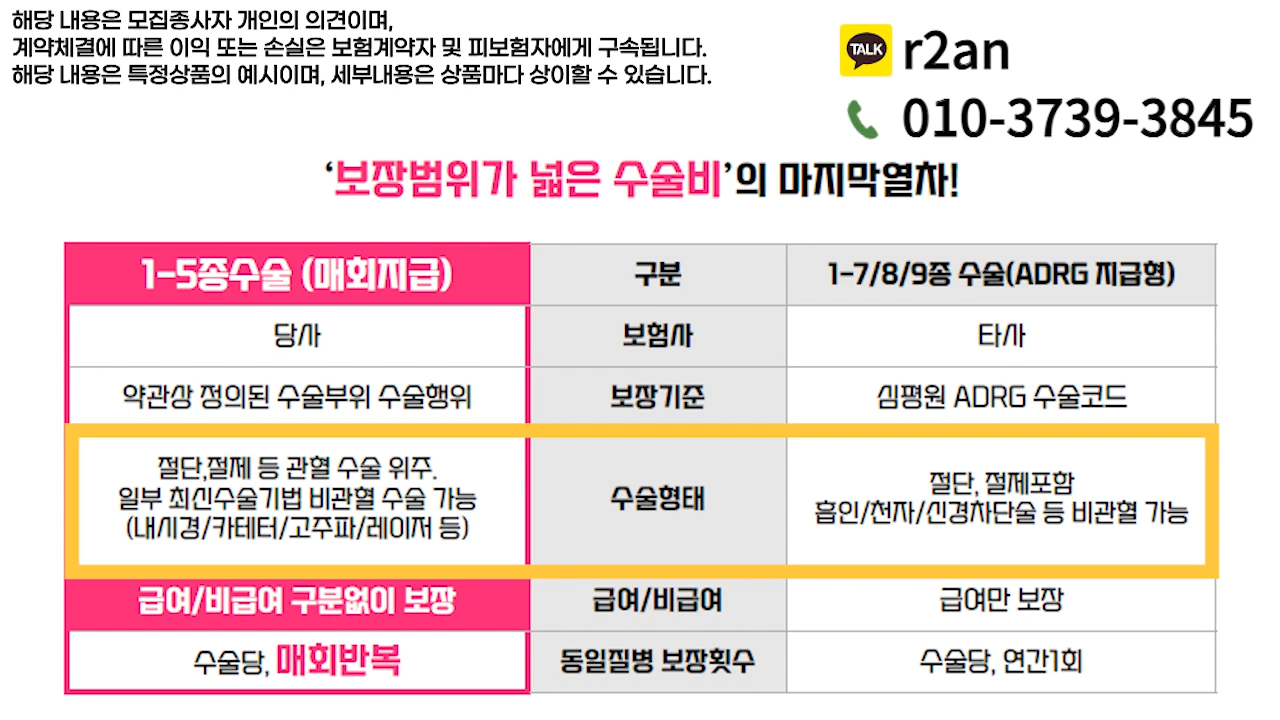 해당 내용은 모집종사자 개인의 의견이며,
계약체결에 따른 이익 또는 손실은 보험계약자 및 피보험자에게 구속됩니다.
해당 내용은 특정상품의 예시이며, 세부내용은 상품마다 상이할 수 있습니다.
TALK r2an
010-3739-3845
‘보장범위가 넓은 수술비’의 마지막열차!
1-5종수술 (매회지급) 구분 1-7/8/9종 수술(ADRG 지급형)
당사 보험사 타사
약관상 정의된 수술부위 수술행위 보장기준 심평원 ADRG 수술코드
절단,절제 등 관혈 수술 위주.
일부 최신수술기법 비관혈 수술 가능
(내시경/카테터/고주파/레이저 등)
수술형태
절단, 절제포함
흡인/천자/신경차단술 등 비관혈 가능
급여/비급여 구분없이 보장 급여/비급여 급여만 보장
수술당, 매회반복 동일질병 보장횟수 수술당, 연간1회